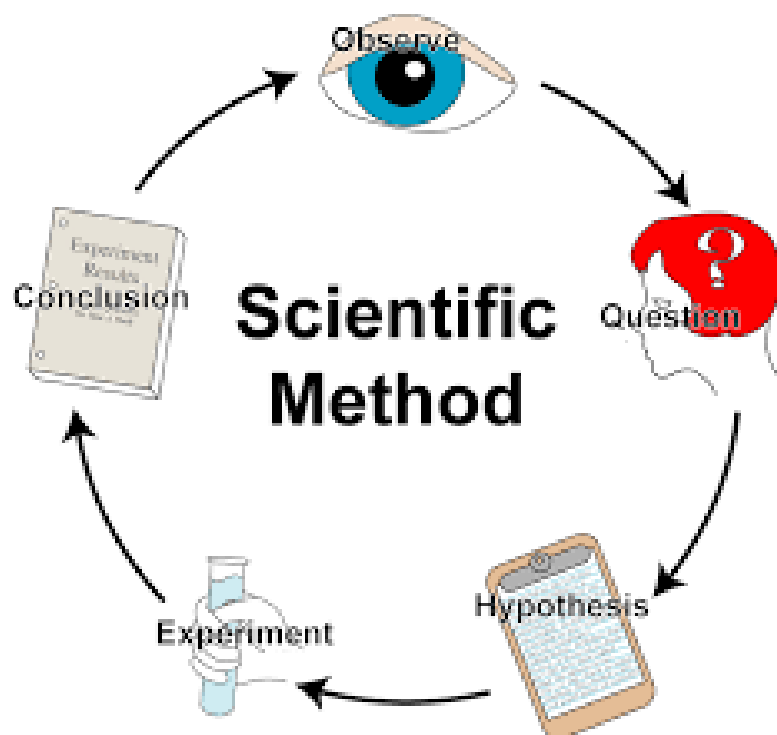 Observe
Question
Scientific
Method
Hypothesis
Experiment
Conclusion
Experiment
Results